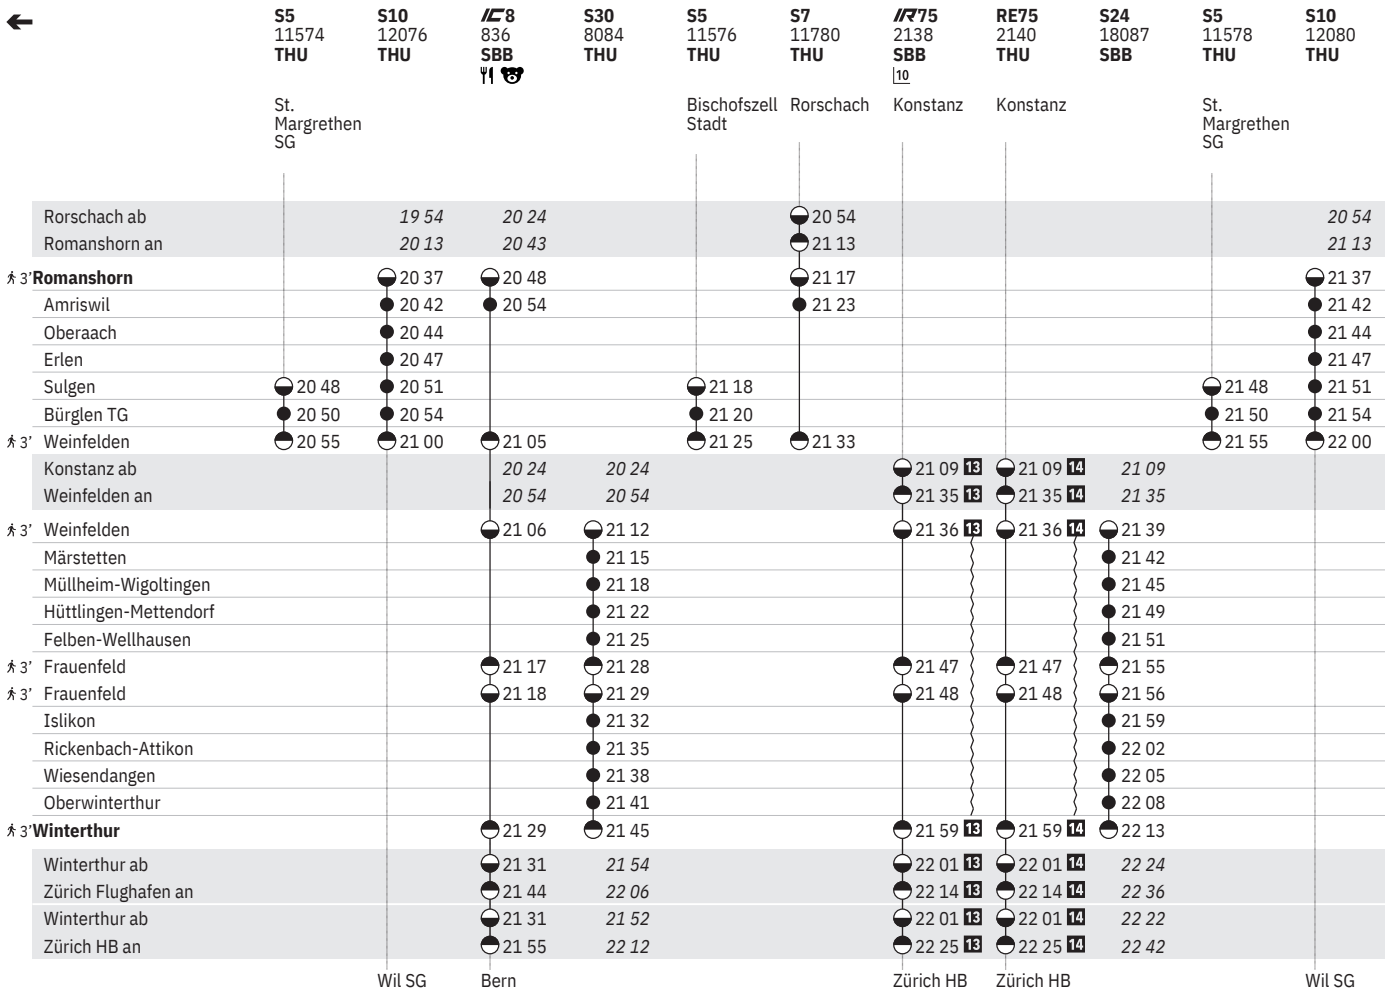 S5 S10 IC8 S30 S5 S7 IR75 RE75 S24 S5 S10
11574 12076 836 8084 11576 11780 2138 2140 18087 11578 12080
THU THU SBB THU THU THU SBB THU SBB THU THU
10
St. Bischofszell Rorschach Konstanz Konstanz St.
Margrethen Stadt Margrethen
SG SG
Rorschach ab 19 54 20 24 20 54 20 54
Romanshorn an 20 13 20 43 21 13 21 13
3' Romanshorn 20 37 20 48 21 17 21 37
Amriswil 20 42 20 54 21 23 21 42
Oberaach 20 44 21 44
Erlen 20 47 21 47
Sulgen 20 48 20 51 21 18 21 48 21 51
Bürglen TG 20 50 20 54 21 20 21 50 21 54
3' Weinfelden 20 55 21 00 21 05 21 25 21 33 21 55 22 00
Konstanz ab 20 24 20 24 21 09 13 21 09 14 21 09
Weinfelden an 20 54 20 54 21 35 13 21 35 14 21 35
3' Weinfelden 21 06 21 12 21 36 13 21 36 14 21 39
Märstetten 21 15 21 42
Müllheim-Wigoltingen 21 18 21 45
Hüttlingen-Mettendorf 21 22 21 49
Felben-Wellhausen 21 25 21 51
3' Frauenfeld 21 17 21 28 21 47 21 47 21 55
3' Frauenfeld 21 18 21 29 21 48 21 48 21 56
Islikon 21 32 21 59
Rickenbach-Attikon 21 35 22 02
Wiesendangen 21 38 22 05
Oberwinterthur 21 41 22 08
3' Winterthur 21 29 21 45 21 59 13 21 59 14 22 13
Winterthur ab 21 31 21 54 22 01 13 22 01 14 22 24
Zürich Flughafen an 21 44 22 06 22 14 13 22 14 14 22 36
Winterthur ab 21 31 21 52 22 01 13 22 01 14 22 22
Zürich HB an 21 55 22 12 22 25 13 22 25 14 22 42
Wil SG Bern Zürich HB Zürich HB Wil SG